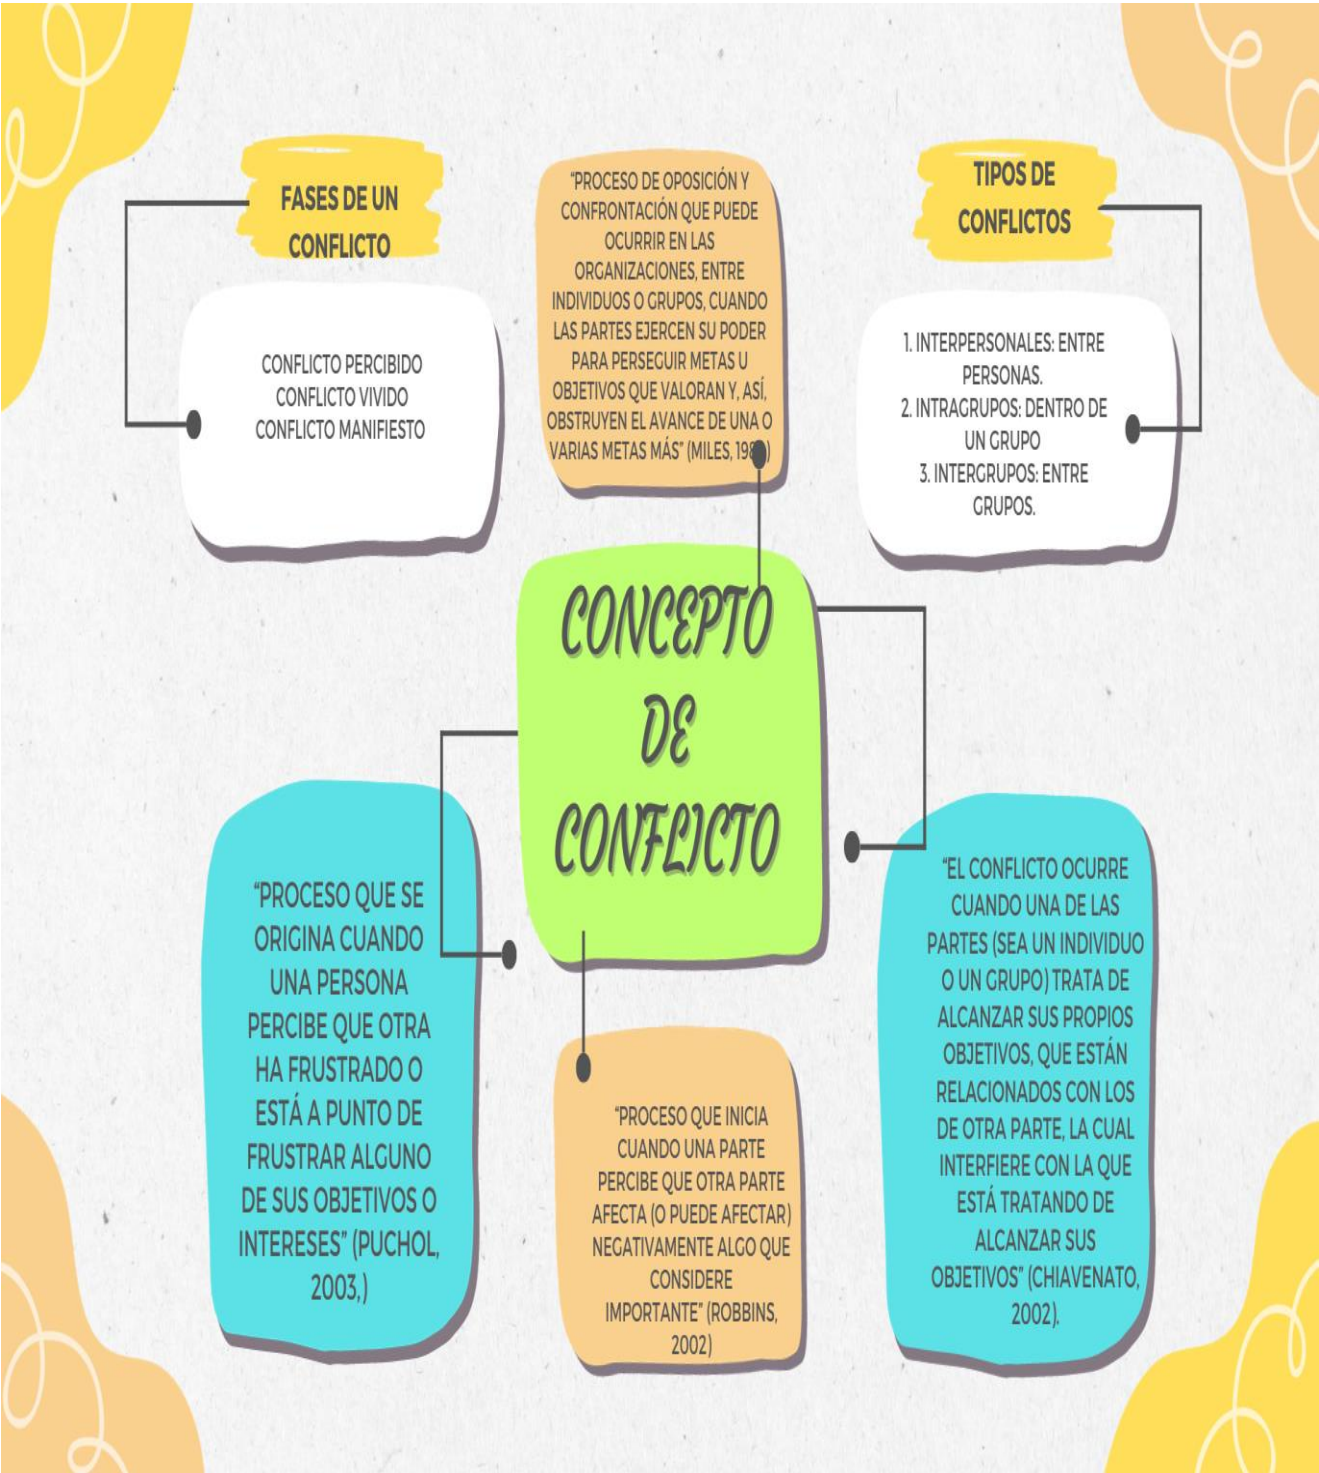 FASES DE UN
CONFLICTO
CONFLICTO PERCIBIDO
CONFLICTO VIVIDO
CONFLICTO MANIFIESTO
"PROCESO DE OPOSICIÓN Y
CONFRONTACIÓN QUE PUEDE
OCURRIR EN LAS
ORGANIZACIONES, ENTRE
INDIVIDUOS O GRUPOS, CUANDO
LAS PARTES EJERCEN SU PODER
PARA PERSEGUIR METAS U
OBJETIVOS QUE VALORAN Y, ASÍ,
OBSTRUYEN EL AVANCE DE UNA O
VARIAS METAS MÁS" (MILES,
TIPOS DE
CONFLICTOS
1. INTERPERSONALES: ENTRE
PERSONAS.
2. INTRAGRUPOS: DENTRO DE
UN GRUPO
3. INTERGRUPOS: ENTRE
GRUPOS.
CONCEPTO
DE
CONFLICTO
"PROCESO QUE SE
ORIGINA CUANDO
UNA PERSONA
PERCIBE QUE OTRA
HA FRUSTRADO O
ESTÁ A PUNTO DE
FRUSTRAR ALGUNO
DE SUS OBJETIVOS O
INTERESES" (PUCHOL,
2003,)
"PROCESO QUE INICIA
CUANDO UNA PARTE
PERCIBE QUE OTRA PARTE
AFECTA (O PUEDE AFECTAR)
NEGATIVAMENTE ALGO QUE
CONSIDERE
IMPORTANTE" (ROBBINS,
2002)
"EL CONFLICTO OCURRE
CUANDO UNA DE LAS
PARTES (SEA UN INDIVIDUO
O UN GRUPO) TRATA DE
ALCANZAR SUS PROPIOS
OBJETIVOS, QUE ESTÁN
RELACIONADOS CON LOS
DE OTRA PARTE, LA CUAL
INTERFIERE CON LA QUE
ESTÁ TRATANDO DE
ALCANZAR SUS
OBJETIVOS" (CHIAVENATO,
2002).